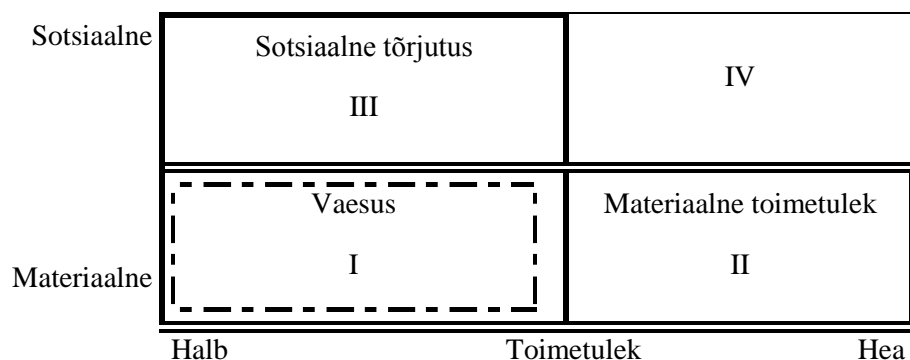 Sotsiaalne
Sotsiaalne tõrjutus
III
IV
Vaesus
I
Materiaalne toimetulek
II
Materiaalne
Halb Toimetulek Hea